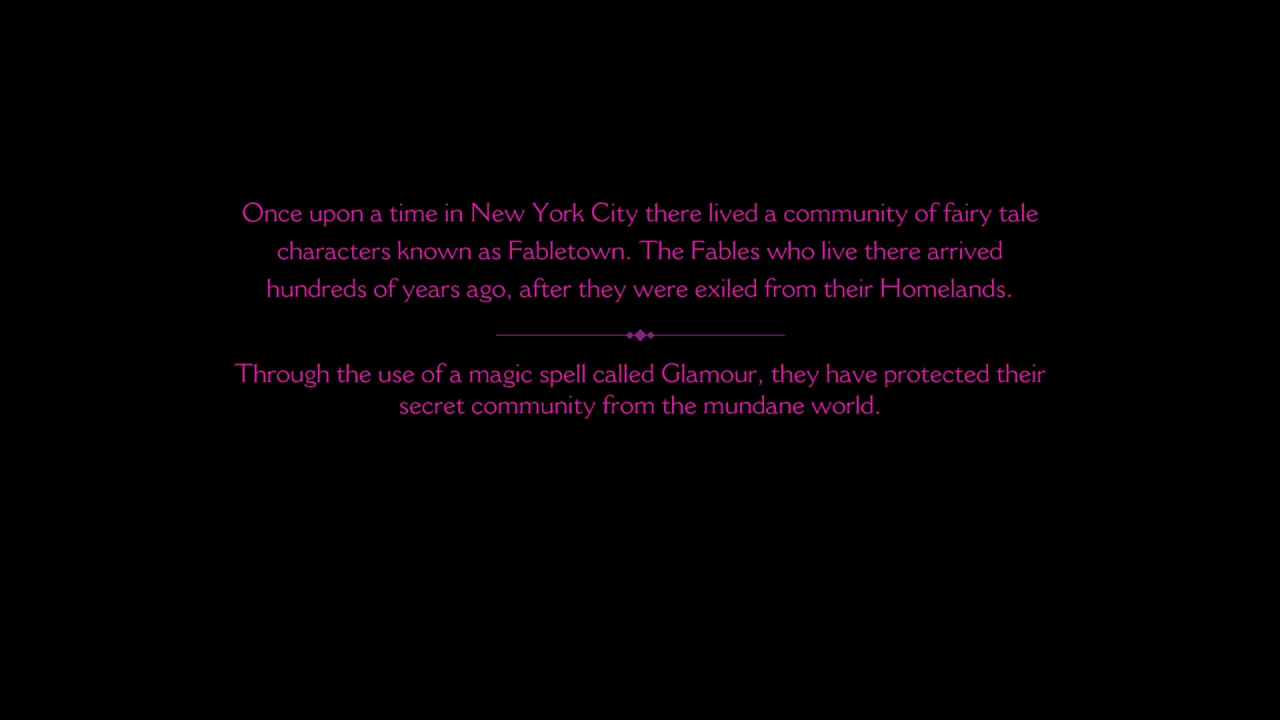 Once upon a time in New York City there lived a community of fairy tale
characters known as Fabletown. The Fables who live there arrived
hundreds of years ago, after they were exiled from their Homelands.
Through the use of a magic spell called Glamour, they have protected their
secret community from the mundane world.